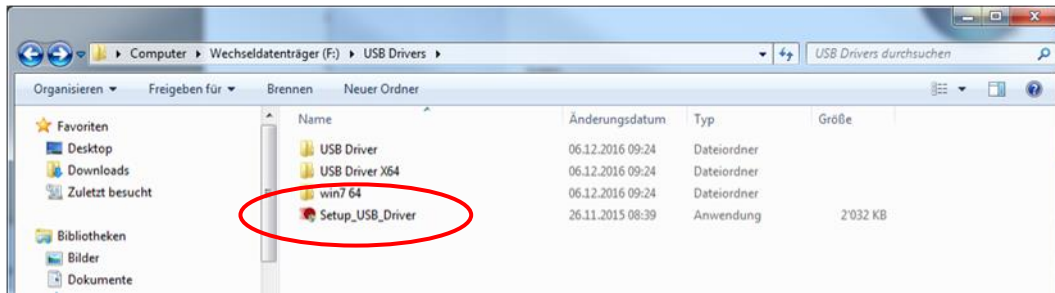 Computer ▸ Wechseldatenträger (F:) ▸ USB Drivers ▸ USB Drivers durchsuchen
Organisieren Freigeben für Brennen Neuer Ordner
Favoriten
Desktop
Downloads
Zuletzt besucht
Bibliotheken
Bilder
Dokumente
Name Änderungsdatum Typ Größe
USB Driver 06.12.2016 09:24 Dateiordner
USB Driver X64 06.12.2016 09:24 Dateiordner
win7 64 06.12.2016 09:24 Dateiordner
Setup_USB_Driver 26.11.2015 08:39 Anwendung 2'032 KB